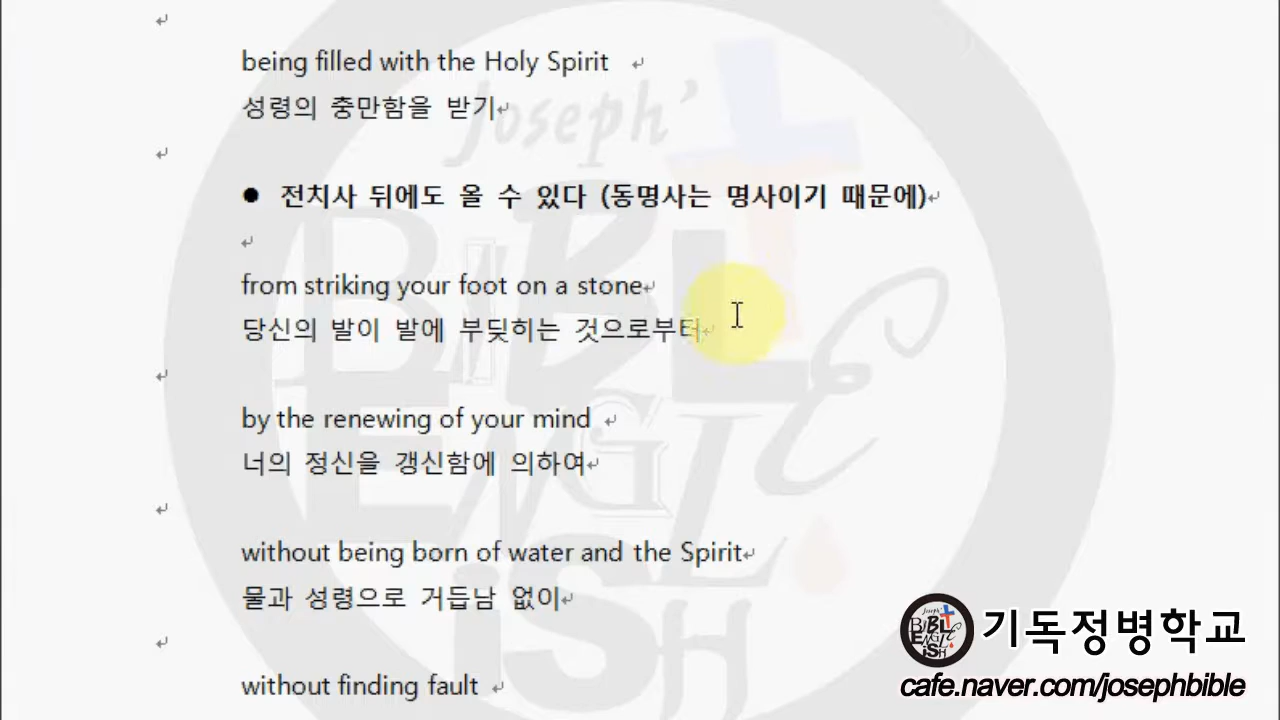 being filled with the Holy Spirit
성령의 충만함을 받기
● 전치사 뒤에도 올 수 있다 (동명사는 명사이기 때문에)
from striking your foot on a stone
당신의 발이 발에 부딪히는 것으로부터
by the renewing of your mind
너의 정신을 갱신함에 의하여
without being born of water and the Spirit
물과 성령으로 거듭남 없이
without finding fault
Joseph'
BIBLE
ENGLISH
기독정병학교
cafe.naver.com/josephbible